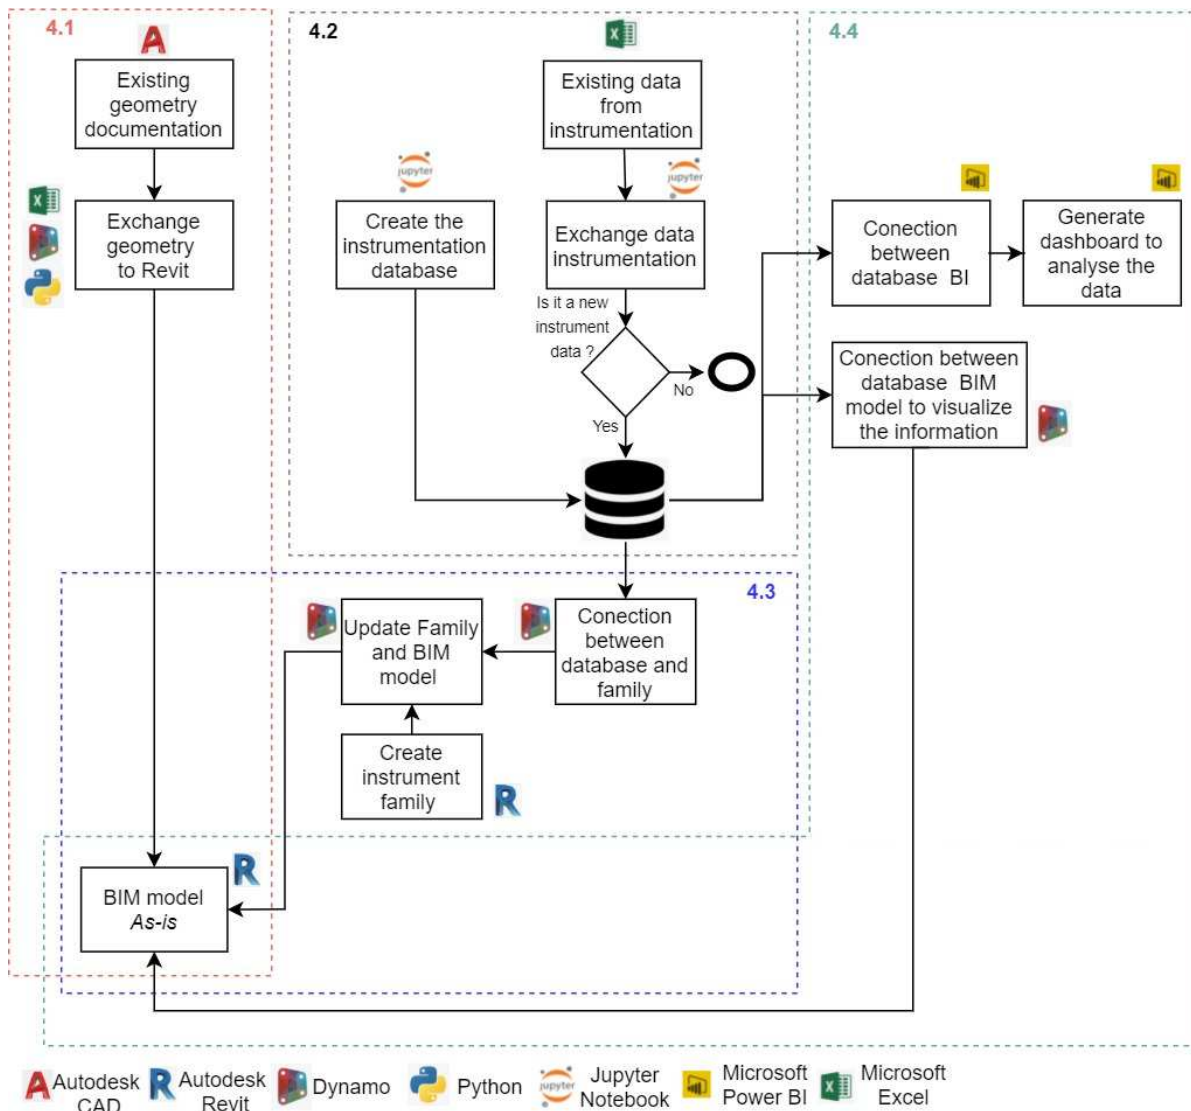 4.1
Existing
geometry
documentation
Exchange
geometry
to Revit
4.2
Existing data
from
instrumentation
jupyter
jupyter
Create the
instrumentation
database
Exchange data
instrumentation
Is it a new
instrument
data ?
No
Yes
4.4
Conection
between
database BI
Generate
dashboard to
analyse the
data
Conection between
database BIM
model to visualize
the information
4.3
Update Family
and BIM
model
Conection
between
database and
family
Create
instrument
family
R
BIM model
As-is
R
Autodesk
CAD
R
Autodesk
Revit
Dynamo
Python
jupyter
Jupyter
Notebook
Microsoft
Power BI
Microsoft
Excel